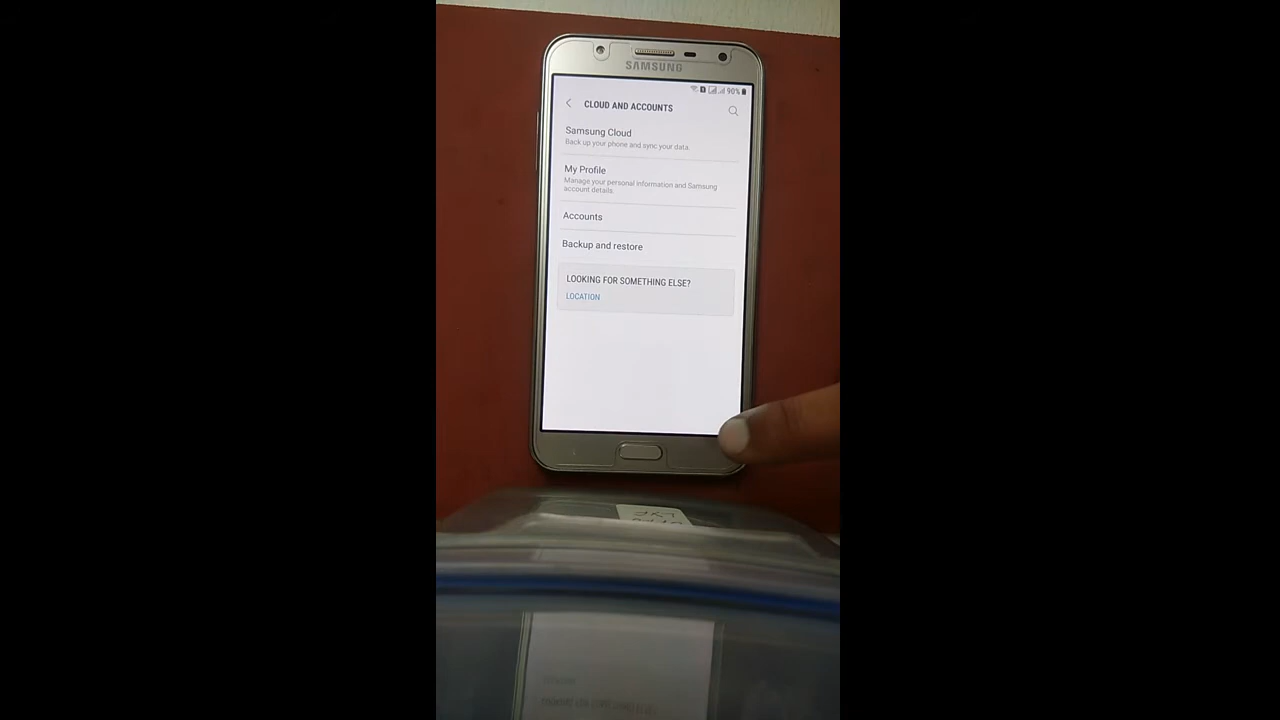 SAMSUNG
90%
CLOUD AND ACCOUNTS
Samsung Cloud
Back up your phone and sync your data.
My Profile
Manage your personal information and Samsung
account details.
Accounts
Backup and restore
LOOKING FOR SOMETHING ELSE?
LOCATION